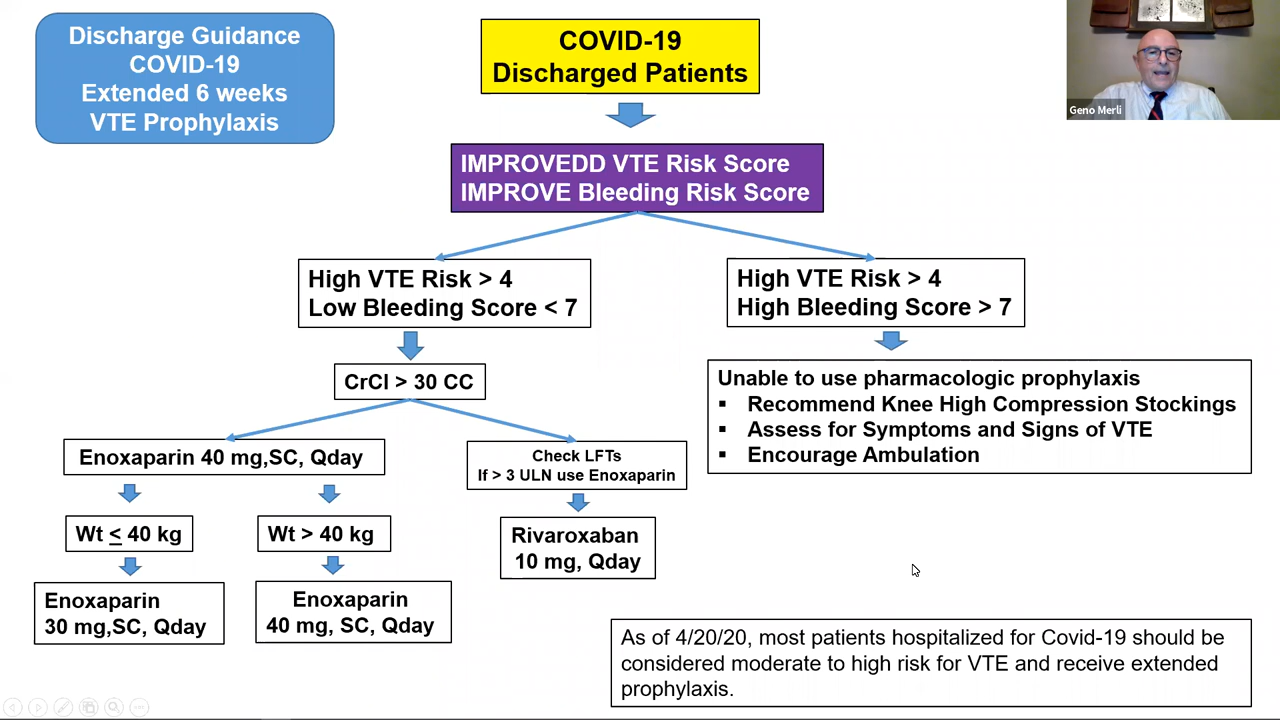 Discharge Guidance
COVID-19
Extended 6 weeks
VTE Prophylaxis
COVID-19
Discharged Patients
Geno Merli
IMPROVEDD VTE Risk Score
IMPROVE Bleeding Risk Score
High VTE Risk > 4
Low Bleeding Score < 7
High VTE Risk > 4
High Bleeding Score > 7
CrCl > 30 CC
Unable to use pharmacologic prophylaxis
▪ Recommend Knee High Compression Stockings
▪ Assess for Symptoms and Signs of VTE
▪ Encourage Ambulation
Enoxaparin 40 mg,SC, Qday
Check LFTs
If > 3 ULN use Enoxaparin
Wt ≤ 40 kg
Wt > 40 kg
Rivaroxaban
10 mg, Qday
Enoxaparin
30 mg,SC, Qday
Enoxaparin
40 mg, SC, Qday
As of 4/20/20, most patients hospitalized for Covid-19 should be
considered moderate to high risk for VTE and receive extended
prophylaxis.